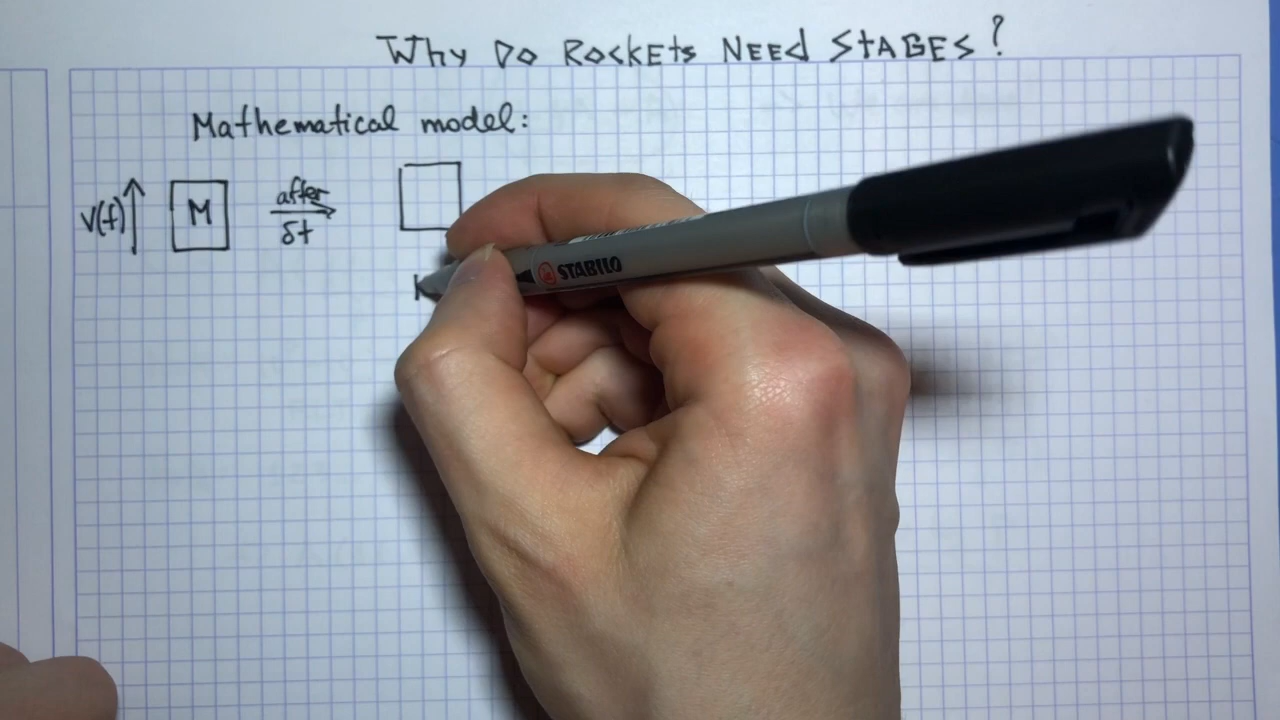 Why Do Rockets Need Stages?
Mathematical model:
v(t) M after
δt
STABILO